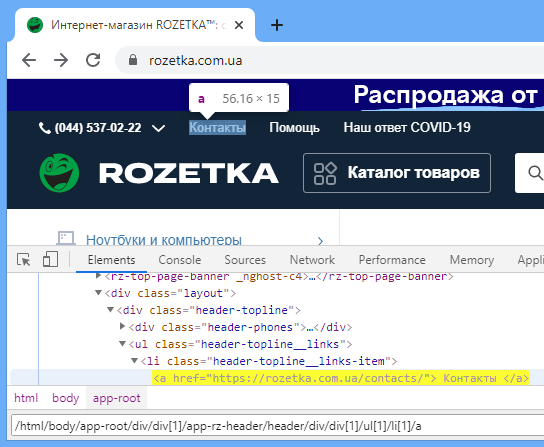 Интернет-магазин ROZETKA™: с
rozetka.com.ua
a 56.16 × 15
Распродажа от
(044) 537-02-22 Контакты Помощь Наш ответ COVID-19
ROZETKA Каталог товаров
Ноутбуки и компьютеры
Elements Console Sources Network Performance Memory Appli
<rz-top-page-banner _nghost-c4>…</rz-top-page-banner>
<div class="layout">
<div class="header-topline">
<div class="header-phones">…</div>
<ul class="header-topline__links">
<li class="header-topline__links-item">
<a href="https://rozetka.com.ua/contacts/"> Контакты </a>
html body app-root
/html/body/app-root/div/div[1]/app-rz-header/header/div/div[1]/ul[1]/li[1]/a